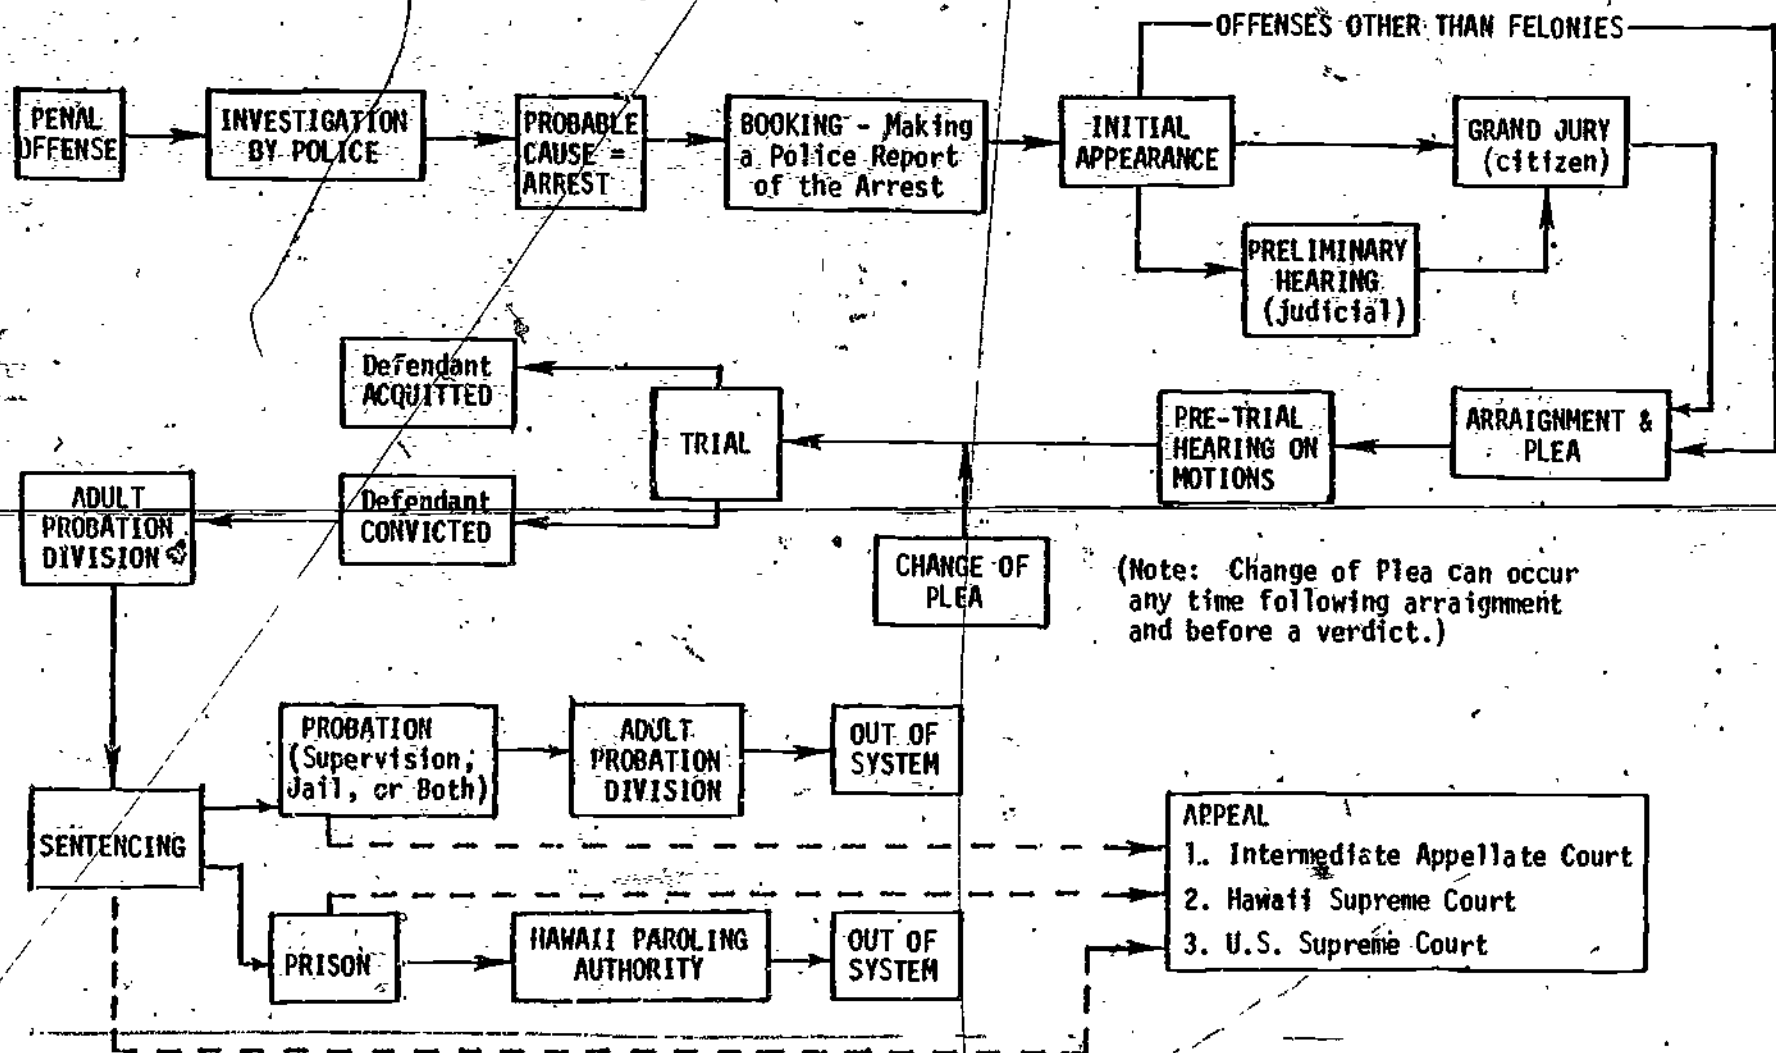 OFFENSES OTHER THAN FELONIES
PENAL
OFFENSE
INVESTIGATION
BY POLICE
PROBABLE
CAUSE =
ARREST
BOOKING - Making
a Police Report
of the Arrest
INITIAL
APPEARANCE
GRAND JURY
(citizen)
PRELIMINARY
HEARING
(judicial)
ARRAIGNMENT &
PLEA
PRE-TRIAL
HEARING ON
MOTIONS
TRIAL
Defendant
ACQUITTED
Defendant
CONVICTED
ADULT
PROBATION
DIVISION
CHANGE OF
PLEA
(Note: Change of Plea can occur
any time following arraignment
and before a verdict.)
SENTENCING
PROBATION
(Supervision,
Jail, or Both)
ADULT
PROBATION
DIVISION
OUT OF
SYSTEM
PRISON
HAWAII PAROLING
AUTHORITY
OUT OF
SYSTEM
APPEAL
1. Intermediate Appellate Court
2. Hawaii Supreme Court
3. U.S. Supreme Court